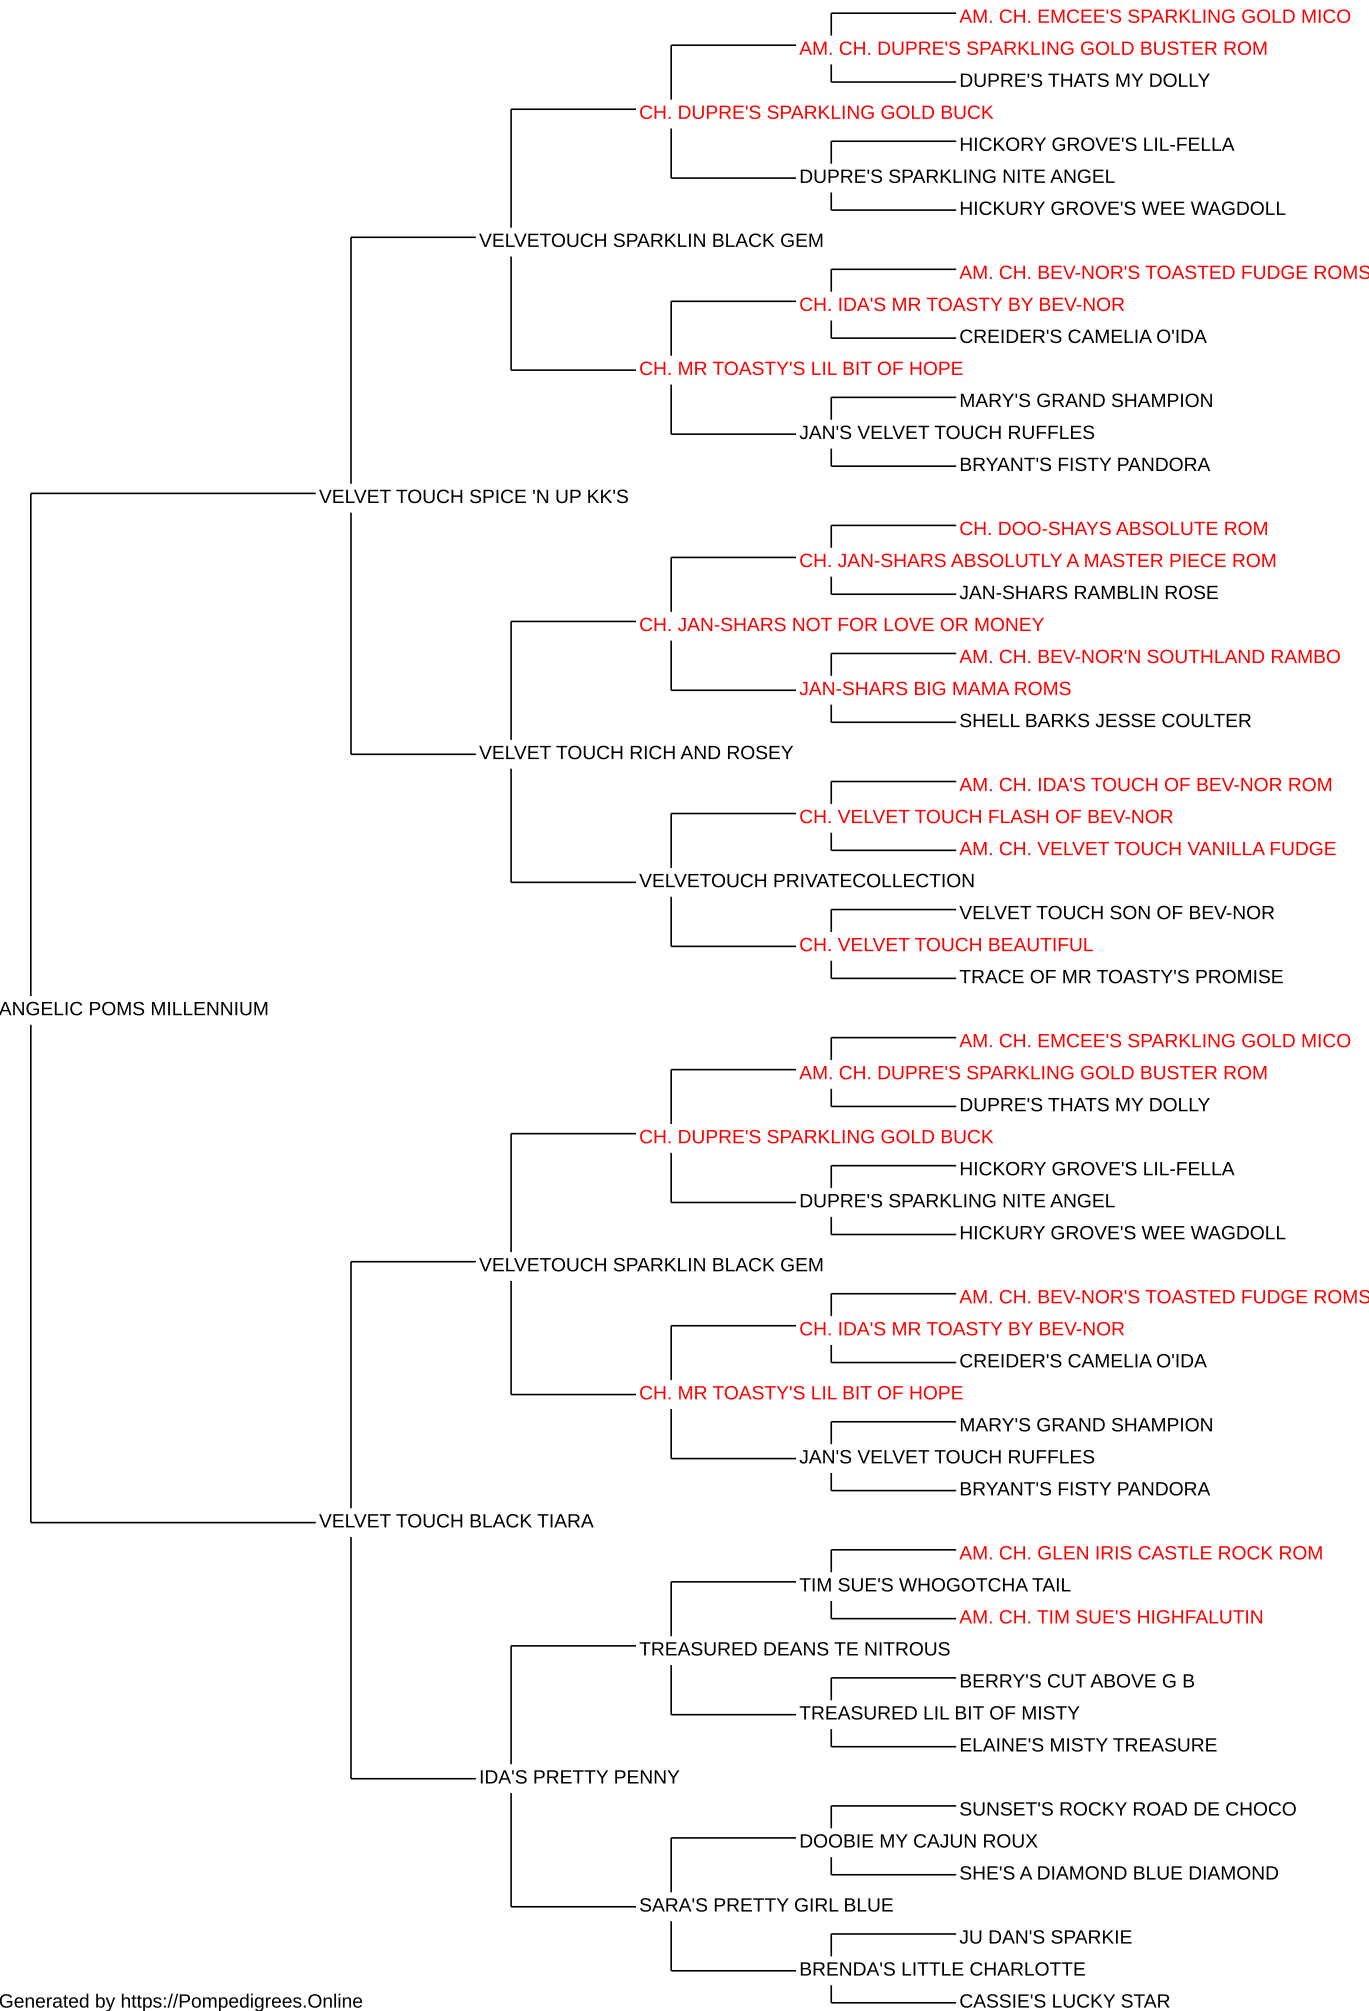 AM. CH. EMCEE'S SPARKLING GOLD MICO
AM. CH. DUPRE'S SPARKLING GOLD BUSTER ROM
DUPRE'S THATS MY DOLLY
CH. DUPRE'S SPARKLING GOLD BUCK
HICKORY GROVE'S LIL-FELLA
DUPRE'S SPARKLING NITE ANGEL
HICKURY GROVE'S WEE WAGDOLL
VELVETOUCH SPARKLIN BLACK GEM
AM. CH. BEV-NOR'S TOASTED FUDGE ROMS
CH. IDA'S MR TOASTY BY BEV-NOR
CREIDER'S CAMELIA O'IDA
CH. MR TOASTY'S LIL BIT OF HOPE
MARY'S GRAND SHAMPION
JAN'S VELVET TOUCH RUFFLES
BRYANT'S FISTY PANDORA
VELVET TOUCH SPICE 'N UP KK'S
CH. DOO-SHAYS ABSOLUTE ROM
CH. JAN-SHARS ABSOLUTLY A MASTER PIECE ROM
JAN-SHARS RAMBLIN ROSE
CH. JAN-SHARS NOT FOR LOVE OR MONEY
AM. CH. BEV-NOR'N SOUTHLAND RAMBO
JAN-SHARS BIG MAMA ROMS
SHELL BARKS JESSE COULTER
VELVET TOUCH RICH AND ROSEY
AM. CH. IDA'S TOUCH OF BEV-NOR ROM
CH. VELVET TOUCH FLASH OF BEV-NOR
AM. CH. VELVET TOUCH VANILLA FUDGE
VELVETOUCH PRIVATECOLLECTION
VELVET TOUCH SON OF BEV-NOR
CH. VELVET TOUCH BEAUTIFUL
TRACE OF MR TOASTY'S PROMISE
ANGELIC POMS MILLENNIUM
AM. CH. EMCEE'S SPARKLING GOLD MICO
AM. CH. DUPRE'S SPARKLING GOLD BUSTER ROM
DUPRE'S THATS MY DOLLY
CH. DUPRE'S SPARKLING GOLD BUCK
HICKORY GROVE'S LIL-FELLA
DUPRE'S SPARKLING NITE ANGEL
HICKURY GROVE'S WEE WAGDOLL
VELVETOUCH SPARKLIN BLACK GEM
AM. CH. BEV-NOR'S TOASTED FUDGE ROMS
CH. IDA'S MR TOASTY BY BEV-NOR
CREIDER'S CAMELIA O'IDA
CH. MR TOASTY'S LIL BIT OF HOPE
MARY'S GRAND SHAMPION
JAN'S VELVET TOUCH RUFFLES
BRYANT'S FISTY PANDORA
VELVET TOUCH BLACK TIARA
AM. CH. GLEN IRIS CASTLE ROCK ROM
TIM SUE'S WHOGOTCHA TAIL
AM. CH. TIM SUE'S HIGHFALUTIN
TREASURED DEANS TE NITROUS
BERRY'S CUT ABOVE G B
TREASURED LIL BIT OF MISTY
ELAINE'S MISTY TREASURE
IDA'S PRETTY PENNY
SUNSET'S ROCKY ROAD DE CHOCO
DOOBIE MY CAJUN ROUX
SHE'S A DIAMOND BLUE DIAMOND
SARA'S PRETTY GIRL BLUE
JU DAN'S SPARKIE
BRENDA'S LITTLE CHARLOTTE
CASSIE'S LUCKY STAR
Generated by https://Pompedigrees.Online